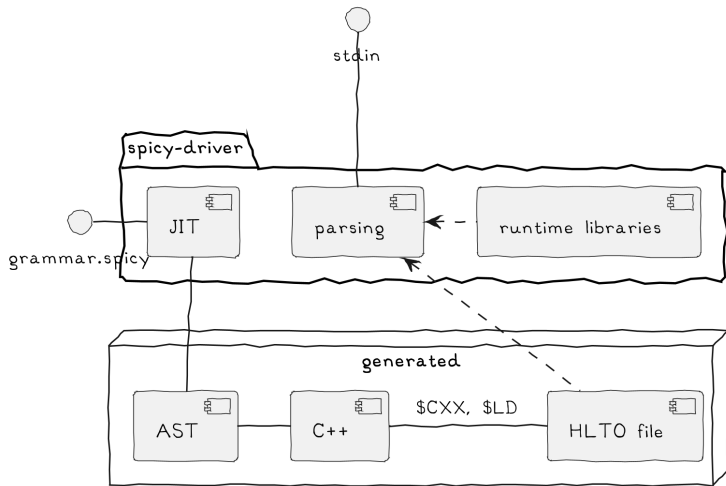 stdin
spicy-driver
JIT
parsing
runtime libraries
grammar.spicy
generated
$CXX, $LD
AST
C++
HLTO file